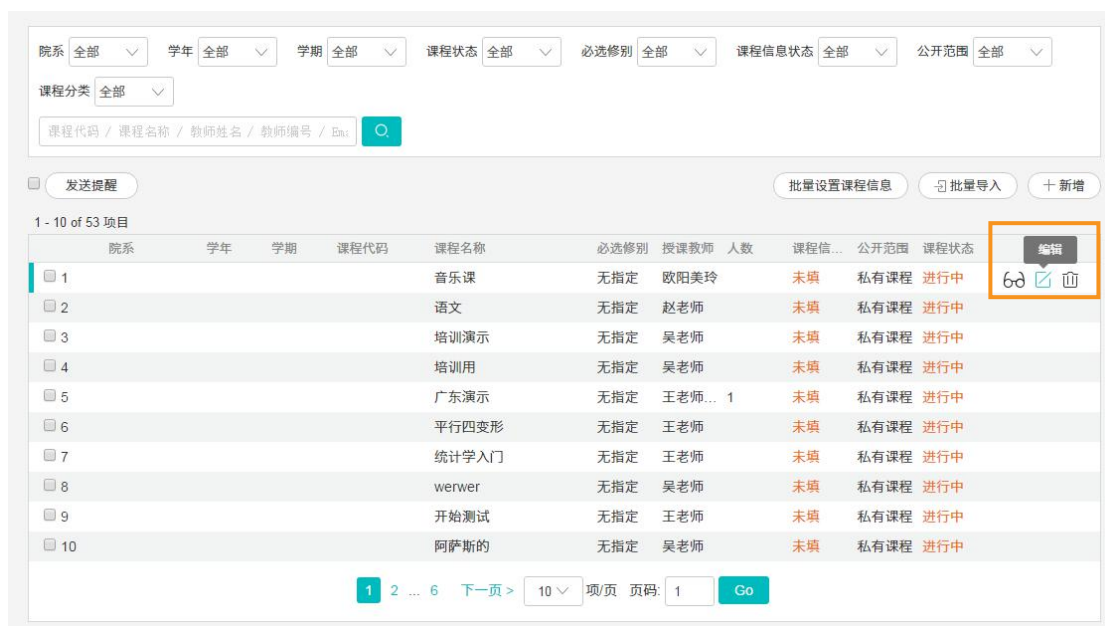 院系 全部 学年 全部 学期 全部 课程状态 全部 必选修别 全部 课程信息状态 全部 公开范围 全部
课程分类 全部
课程代码 / 课程名称 / 教师姓名 / 教师编号 / Ema
发送提醒 批量设置课程信息 批量导入 新增
1 - 10 of 53 项目
院系 学年 学期 课程代码 课程名称 必选修别 授课教师 人数 课程信... 公开范围 课程状态 编辑
1 音乐课 无指定 欧阳美玲 未填 私有课程 进行中
2 语文 无指定 赵老师 未填 私有课程 进行中
3 培训演示 无指定 吴老师 未填 私有课程 进行中
4 培训用 无指定 吴老师 未填 私有课程 进行中
5 广东演示 无指定 王老师... 1 未填 私有课程 进行中
6 平行四变形 无指定 王老师 未填 私有课程 进行中
7 统计学入门 无指定 王老师 未填 私有课程 进行中
8 werwer 无指定 吴老师 未填 私有课程 进行中
9 开始测试 无指定 王老师 未填 私有课程 进行中
10 阿萨斯的 无指定 吴老师 未填 私有课程 进行中
1 2 ... 6 下一页 > 10 项/页 页码: 1 Go